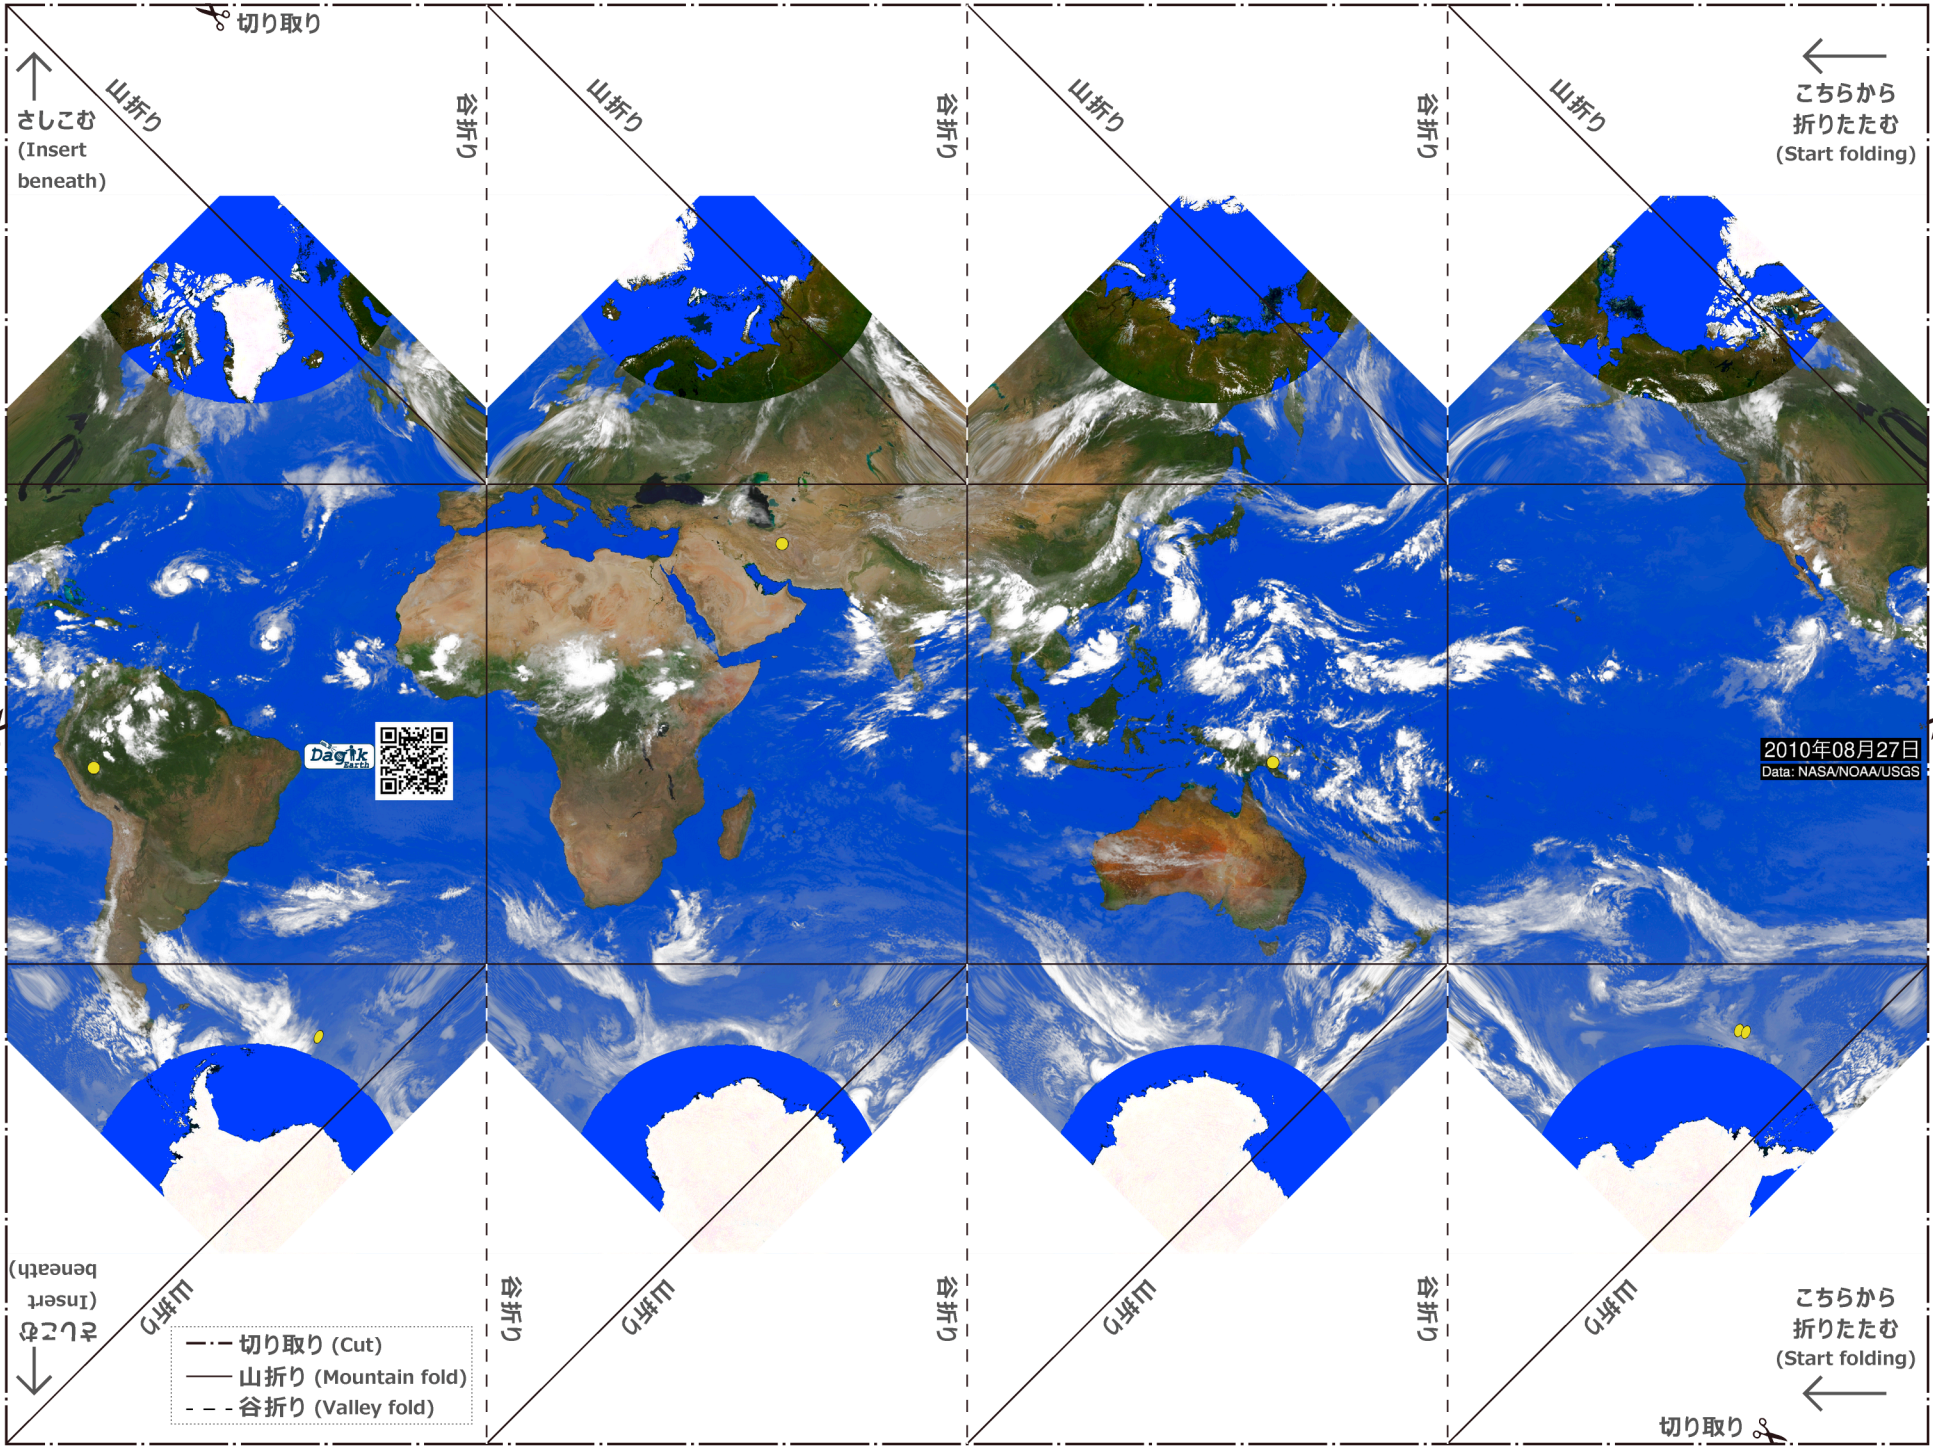 切り取り
山折り
谷折り
山折り
谷折り
山折り
谷折り
山折り
さしこむ
(Insert
beneath)
こちらから
折りたたむ
(Start folding)
Dagik
Earth
2010年08月27日
Data: NASA/NOAA/USGS
さしこむ
(Insert
beneath)
山折り
谷折り
山折り
谷折り
山折り
谷折り
山折り
こちらから
折りたたむ
(Start folding)
切り取り (Cut)
山折り (Mountain fold)
谷折り (Valley fold)
切り取り